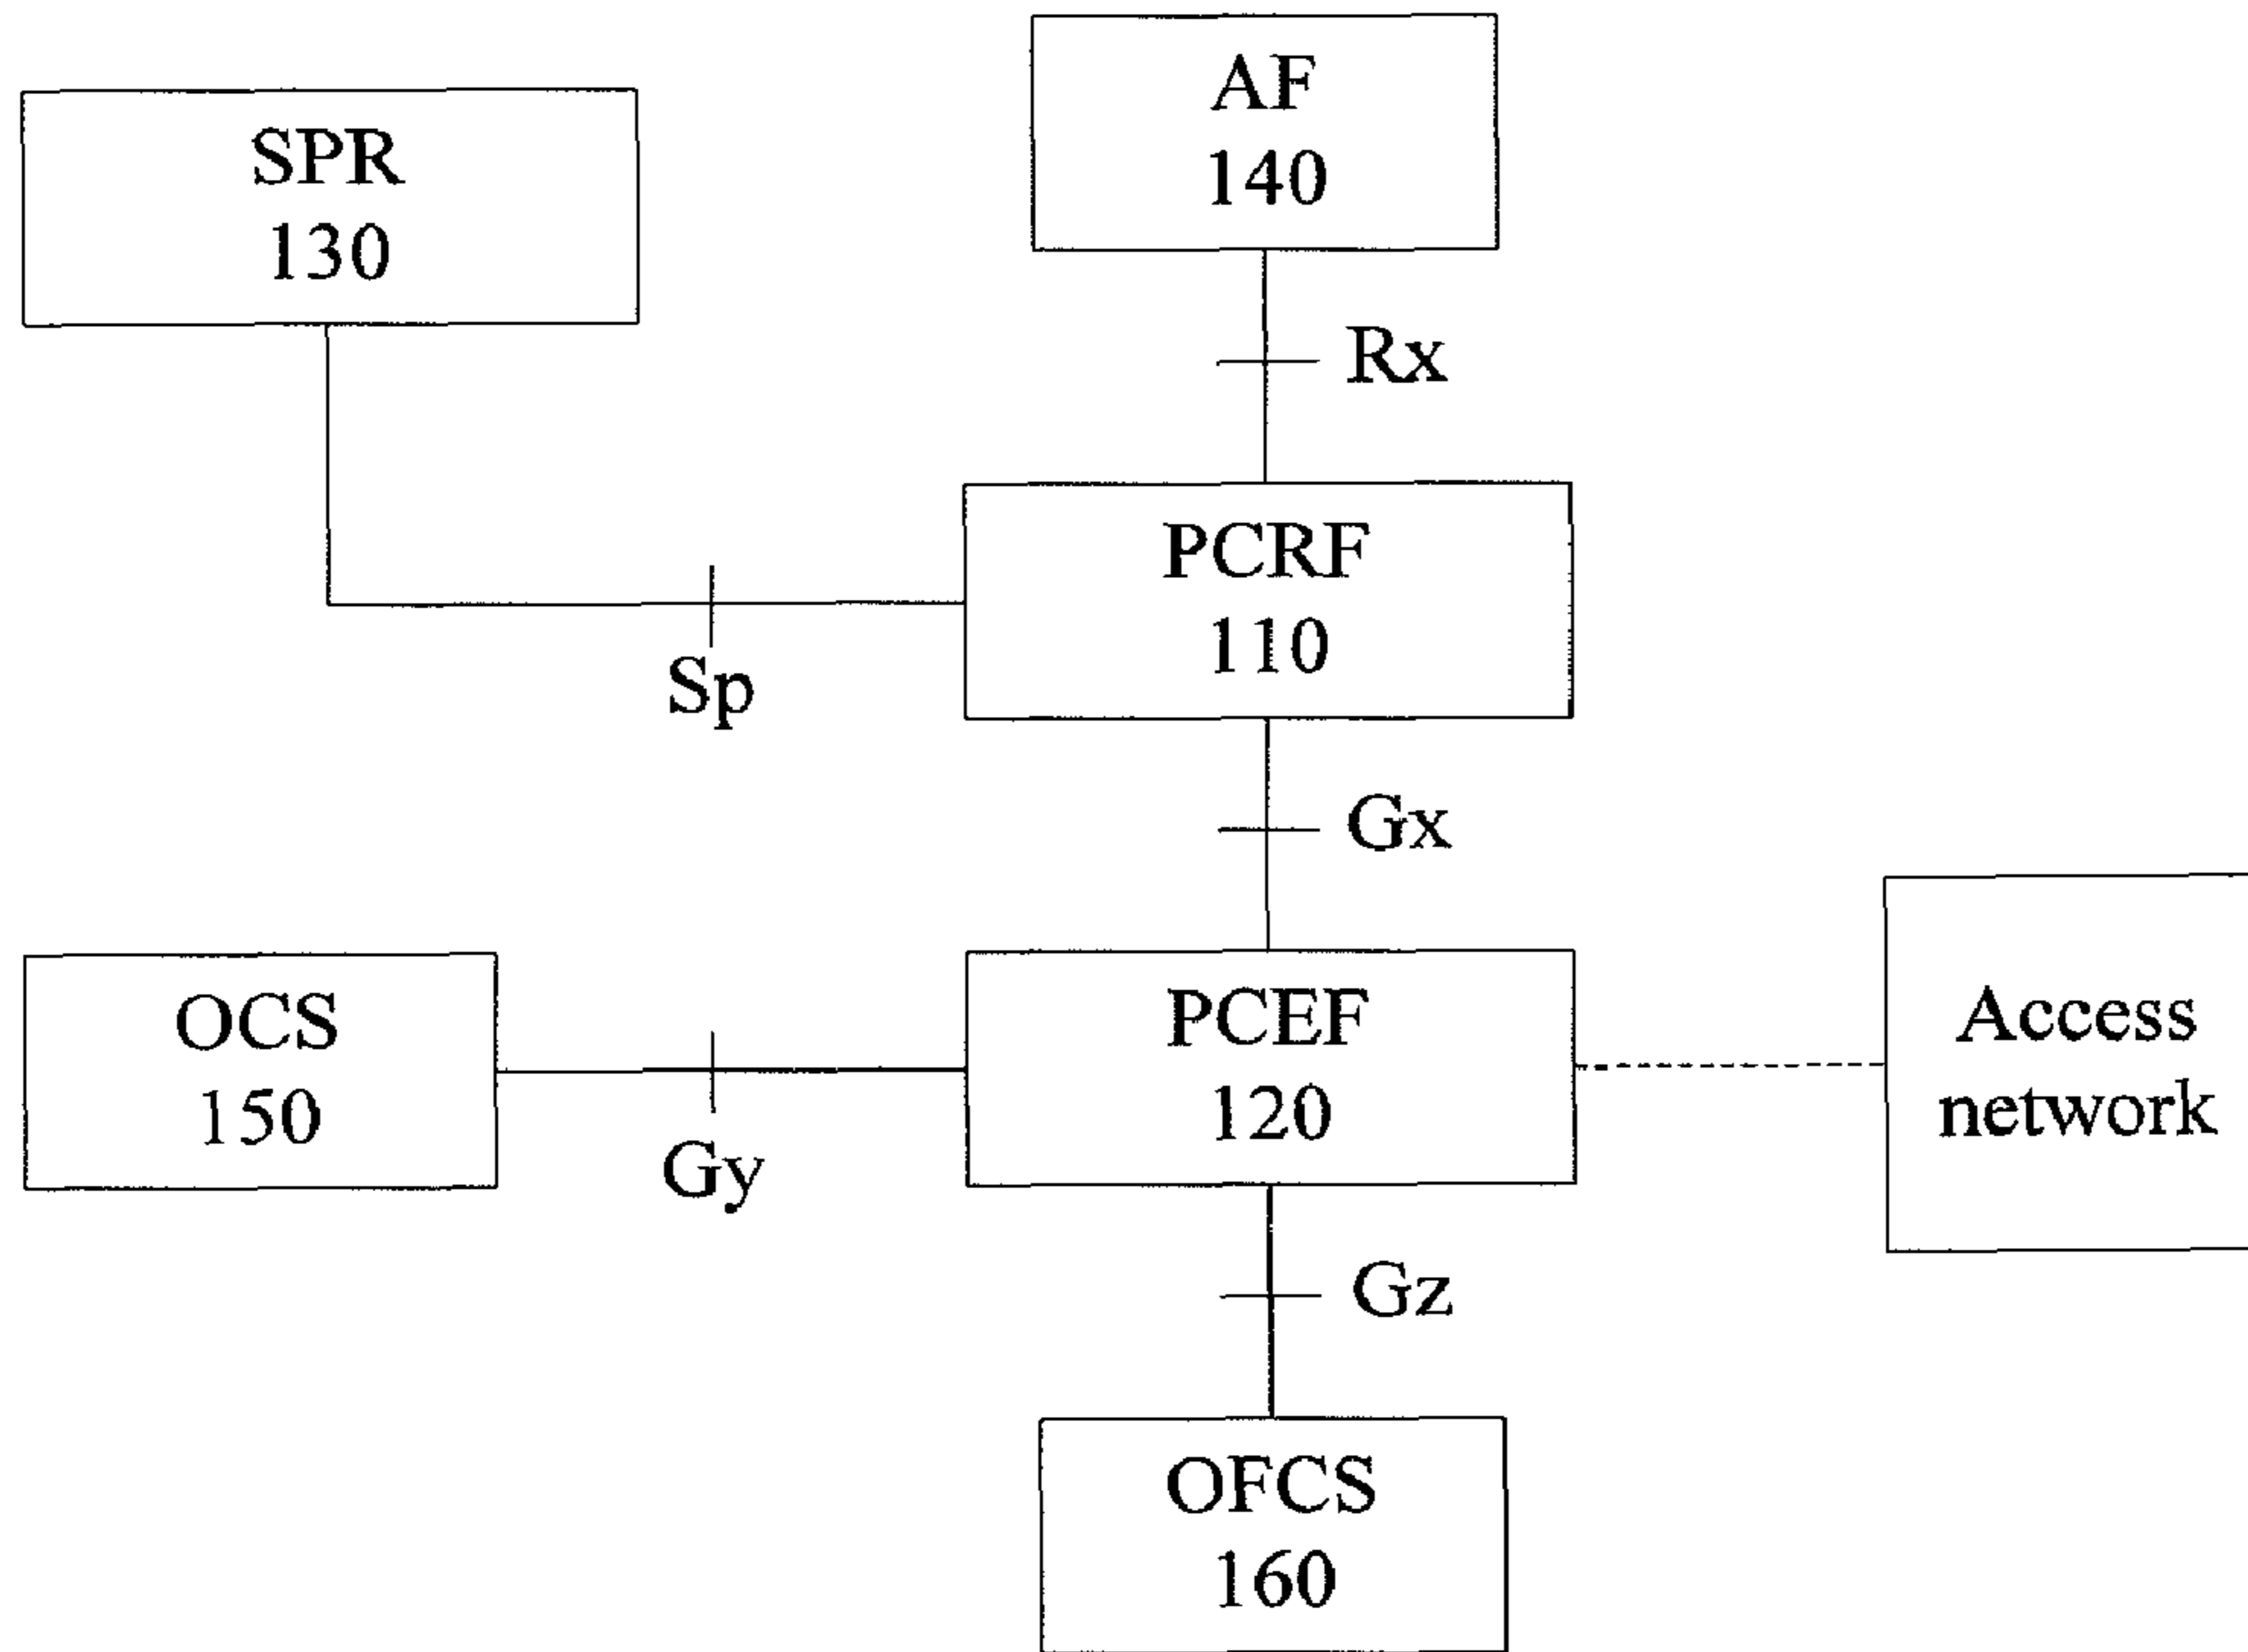 AF
140
SPR
130
Rx
PCRF
110
Sp
Gx
OCS
150
PCEF
120
Access
network
Gy
Gz
OFCS
160